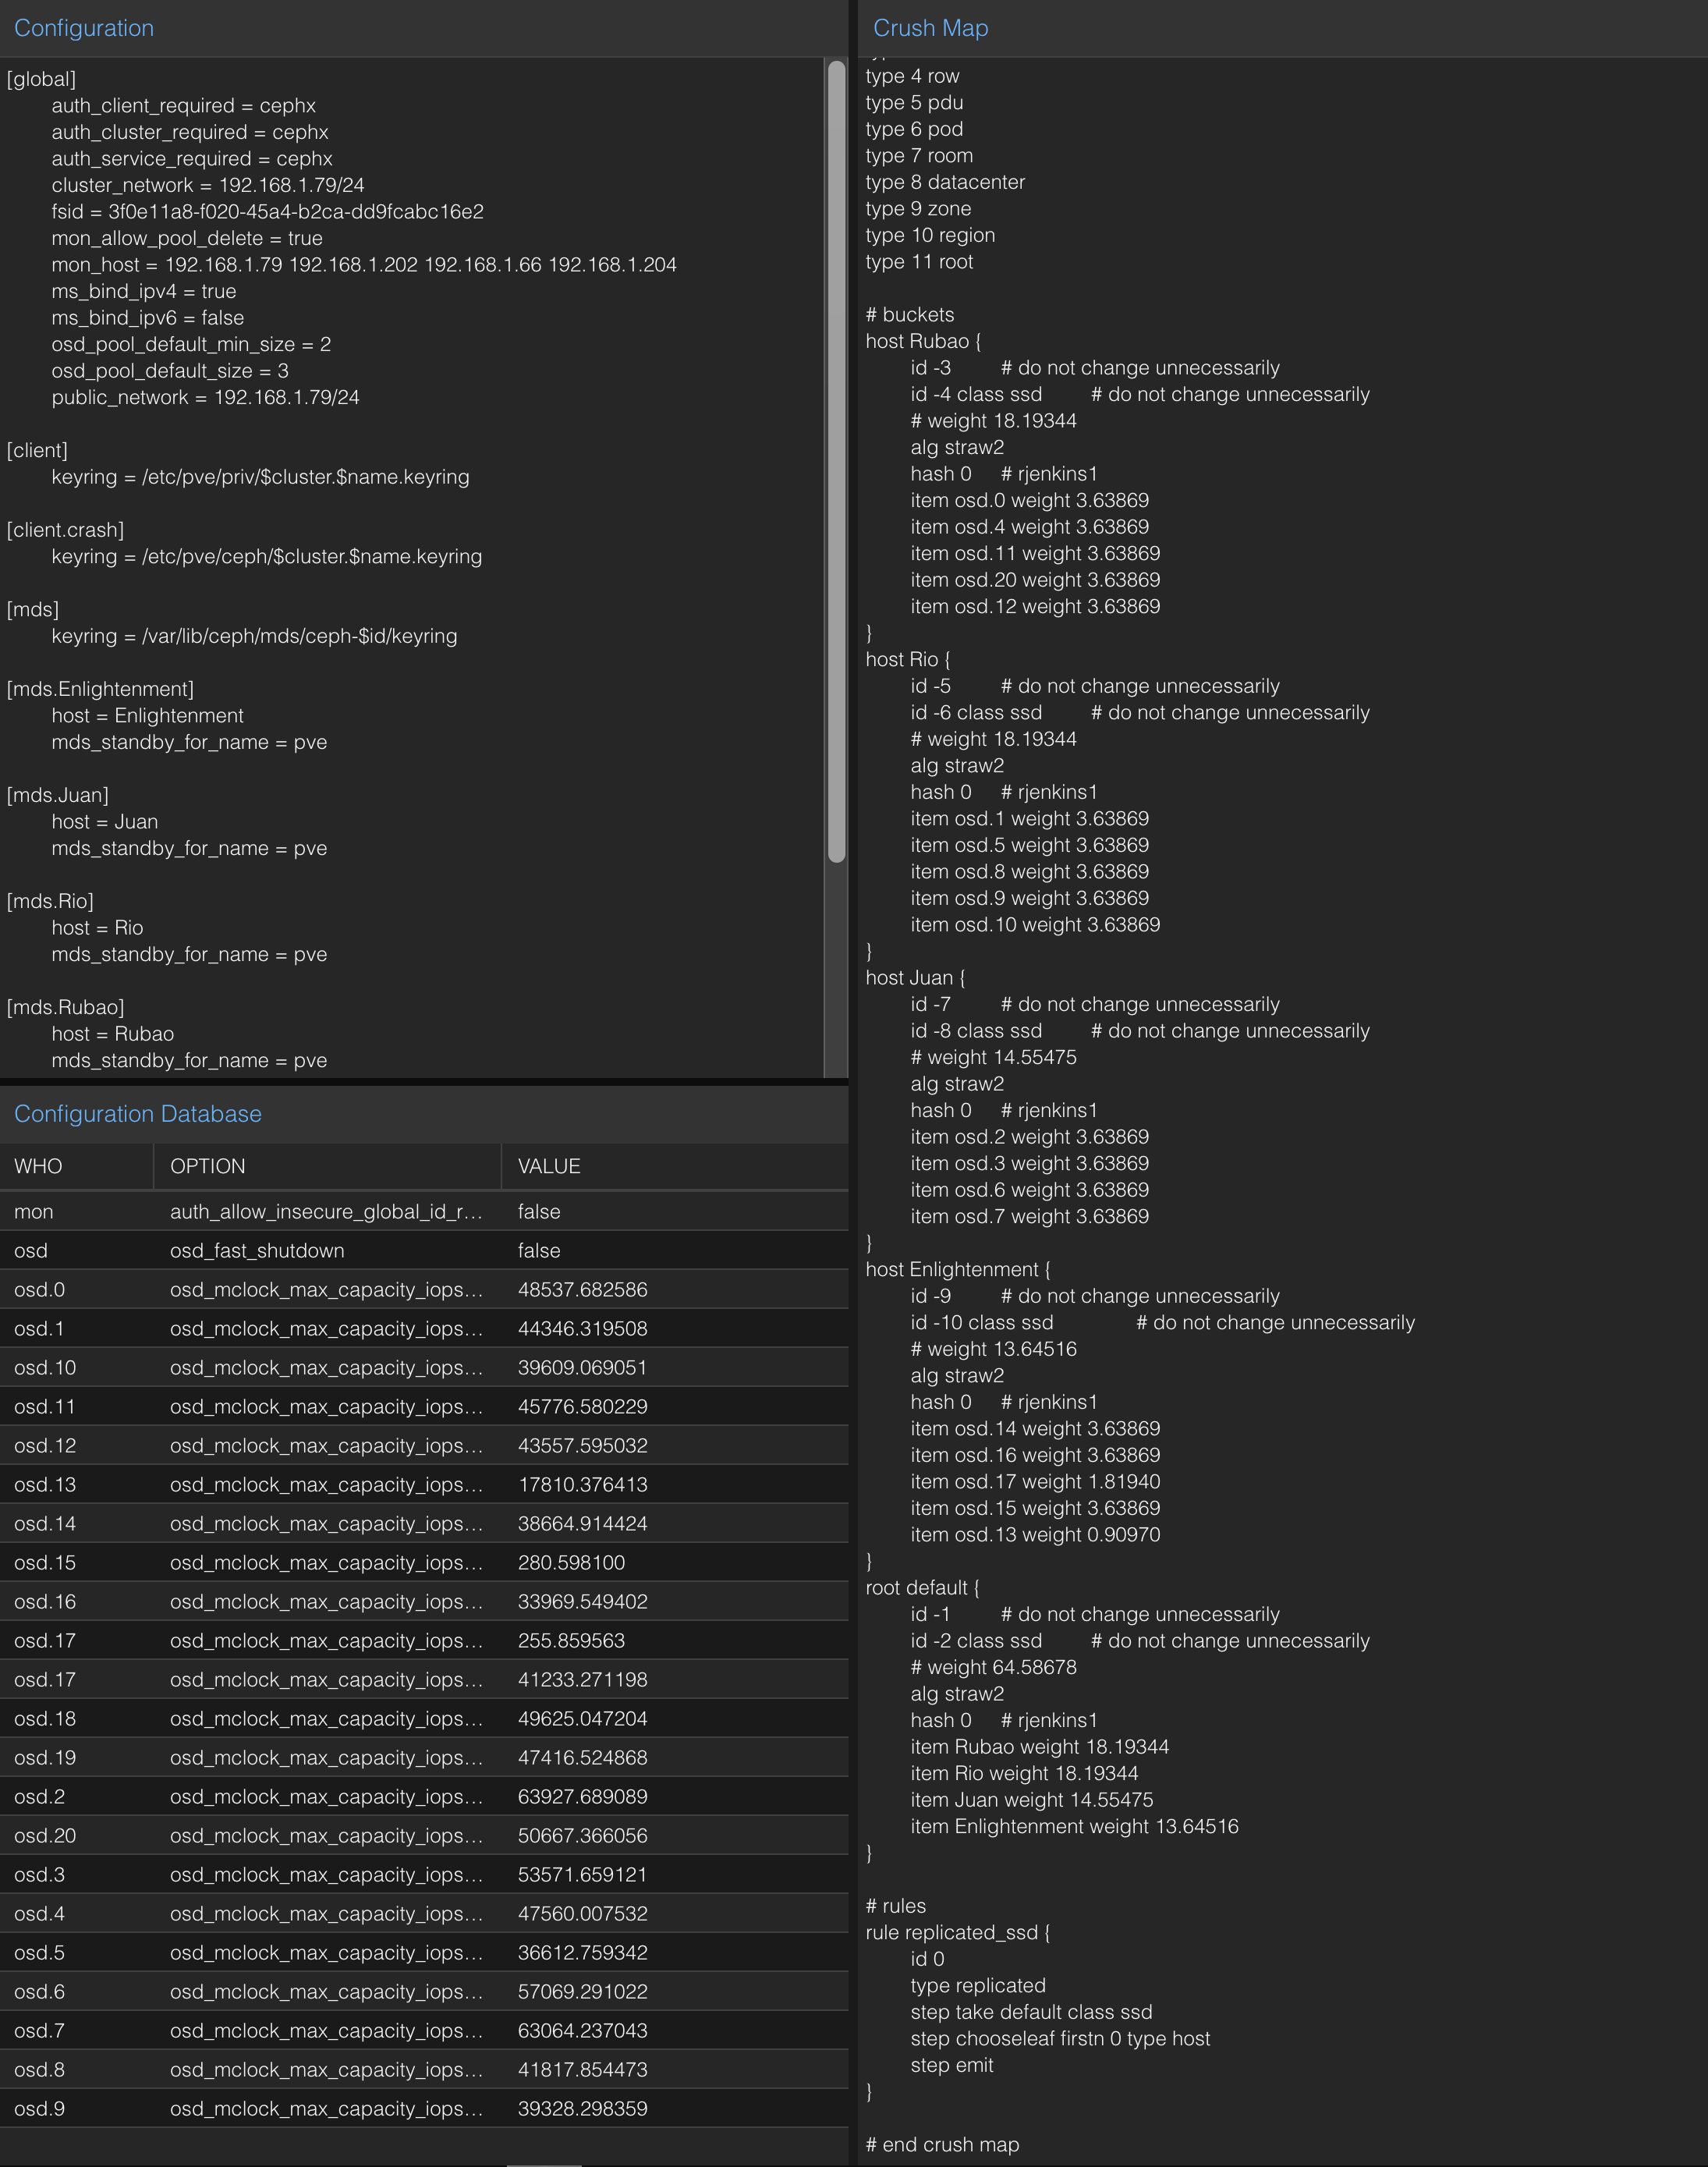 Configuration
[global]
auth_client_required = cephx
auth_cluster_required = cephx
auth_service_required = cephx
cluster_network = 192.168.1.79/24
fsid = 3f0e11a8-f020-45a4-b2ca-dd9fcabc16e2
mon_allow_pool_delete = true
mon_host = 192.168.1.79 192.168.1.202 192.168.1.66 192.168.1.204
ms_bind_ipv4 = true
ms_bind_ipv6 = false
osd_pool_default_min_size = 2
osd_pool_default_size = 3
public_network = 192.168.1.79/24
[client]
keyring = /etc/pve/priv/$cluster.$name.keyring
[client.crash]
keyring = /etc/pve/ceph/$cluster.$name.keyring
[mds]
keyring = /var/lib/ceph/mds/ceph-$id/keyring
[mds.Enlightenment]
host = Enlightenment
mds_standby_for_name = pve
[mds.Juan]
host = Juan
mds_standby_for_name = pve
[mds.Rio]
host = Rio
mds_standby_for_name = pve
[mds.Rubao]
host = Rubao
mds_standby_for_name = pve
Configuration Database
WHO OPTION VALUE
mon auth_allow_insecure_global_id_r... false
osd osd_fast_shutdown false
osd.0 osd_mclock_max_capacity_iops... 48537.682586
osd.1 osd_mclock_max_capacity_iops... 44346.319508
osd.10 osd_mclock_max_capacity_iops... 39609.069051
osd.11 osd_mclock_max_capacity_iops... 45776.580229
osd.12 osd_mclock_max_capacity_iops... 43557.595032
osd.13 osd_mclock_max_capacity_iops... 17810.376413
osd.14 osd_mclock_max_capacity_iops... 38664.914424
osd.15 osd_mclock_max_capacity_iops... 280.598100
osd.16 osd_mclock_max_capacity_iops... 33969.549402
osd.17 osd_mclock_max_capacity_iops... 255.859563
osd.17 osd_mclock_max_capacity_iops... 41233.271198
osd.18 osd_mclock_max_capacity_iops... 49625.047204
osd.19 osd_mclock_max_capacity_iops... 47416.524868
osd.2 osd_mclock_max_capacity_iops... 63927.689089
osd.20 osd_mclock_max_capacity_iops... 50667.366056
osd.3 osd_mclock_max_capacity_iops... 53571.659121
osd.4 osd_mclock_max_capacity_iops... 47560.007532
osd.5 osd_mclock_max_capacity_iops... 36612.759342
osd.6 osd_mclock_max_capacity_iops... 57069.291022
osd.7 osd_mclock_max_capacity_iops... 63064.237043
osd.8 osd_mclock_max_capacity_iops... 41817.854473
osd.9 osd_mclock_max_capacity_iops... 39328.298359
Crush Map
type 4 row
type 5 pdu
type 6 pod
type 7 room
type 8 datacenter
type 9 zone
type 10 region
type 11 root
# buckets
host Rubao {
id -3 # do not change unnecessarily
id -4 class ssd # do not change unnecessarily
# weight 18.19344
alg straw2
hash 0 # rjenkins1
item osd.0 weight 3.63869
item osd.4 weight 3.63869
item osd.11 weight 3.63869
item osd.20 weight 3.63869
item osd.12 weight 3.63869
}
host Rio {
id -5 # do not change unnecessarily
id -6 class ssd # do not change unnecessarily
# weight 18.19344
alg straw2
hash 0 # rjenkins1
item osd.1 weight 3.63869
item osd.5 weight 3.63869
item osd.8 weight 3.63869
item osd.9 weight 3.63869
item osd.10 weight 3.63869
}
host Juan {
id -7 # do not change unnecessarily
id -8 class ssd # do not change unnecessarily
# weight 14.55475
alg straw2
hash 0 # rjenkins1
item osd.2 weight 3.63869
item osd.3 weight 3.63869
item osd.6 weight 3.63869
item osd.7 weight 3.63869
}
host Enlightenment {
id -9 # do not change unnecessarily
id -10 class ssd # do not change unnecessarily
# weight 13.64516
alg straw2
hash 0 # rjenkins1
item osd.14 weight 3.63869
item osd.16 weight 3.63869
item osd.17 weight 1.81940
item osd.15 weight 3.63869
item osd.13 weight 0.90970
}
root default {
id -1 # do not change unnecessarily
id -2 class ssd # do not change unnecessarily
# weight 64.58678
alg straw2
hash 0 # rjenkins1
item Rubao weight 18.19344
item Rio weight 18.19344
item Juan weight 14.55475
item Enlightenment weight 13.64516
}
# rules
rule replicated_ssd {
id 0
type replicated
step take default class ssd
step chooseleaf firstn 0 type host
step emit
}
# end crush map